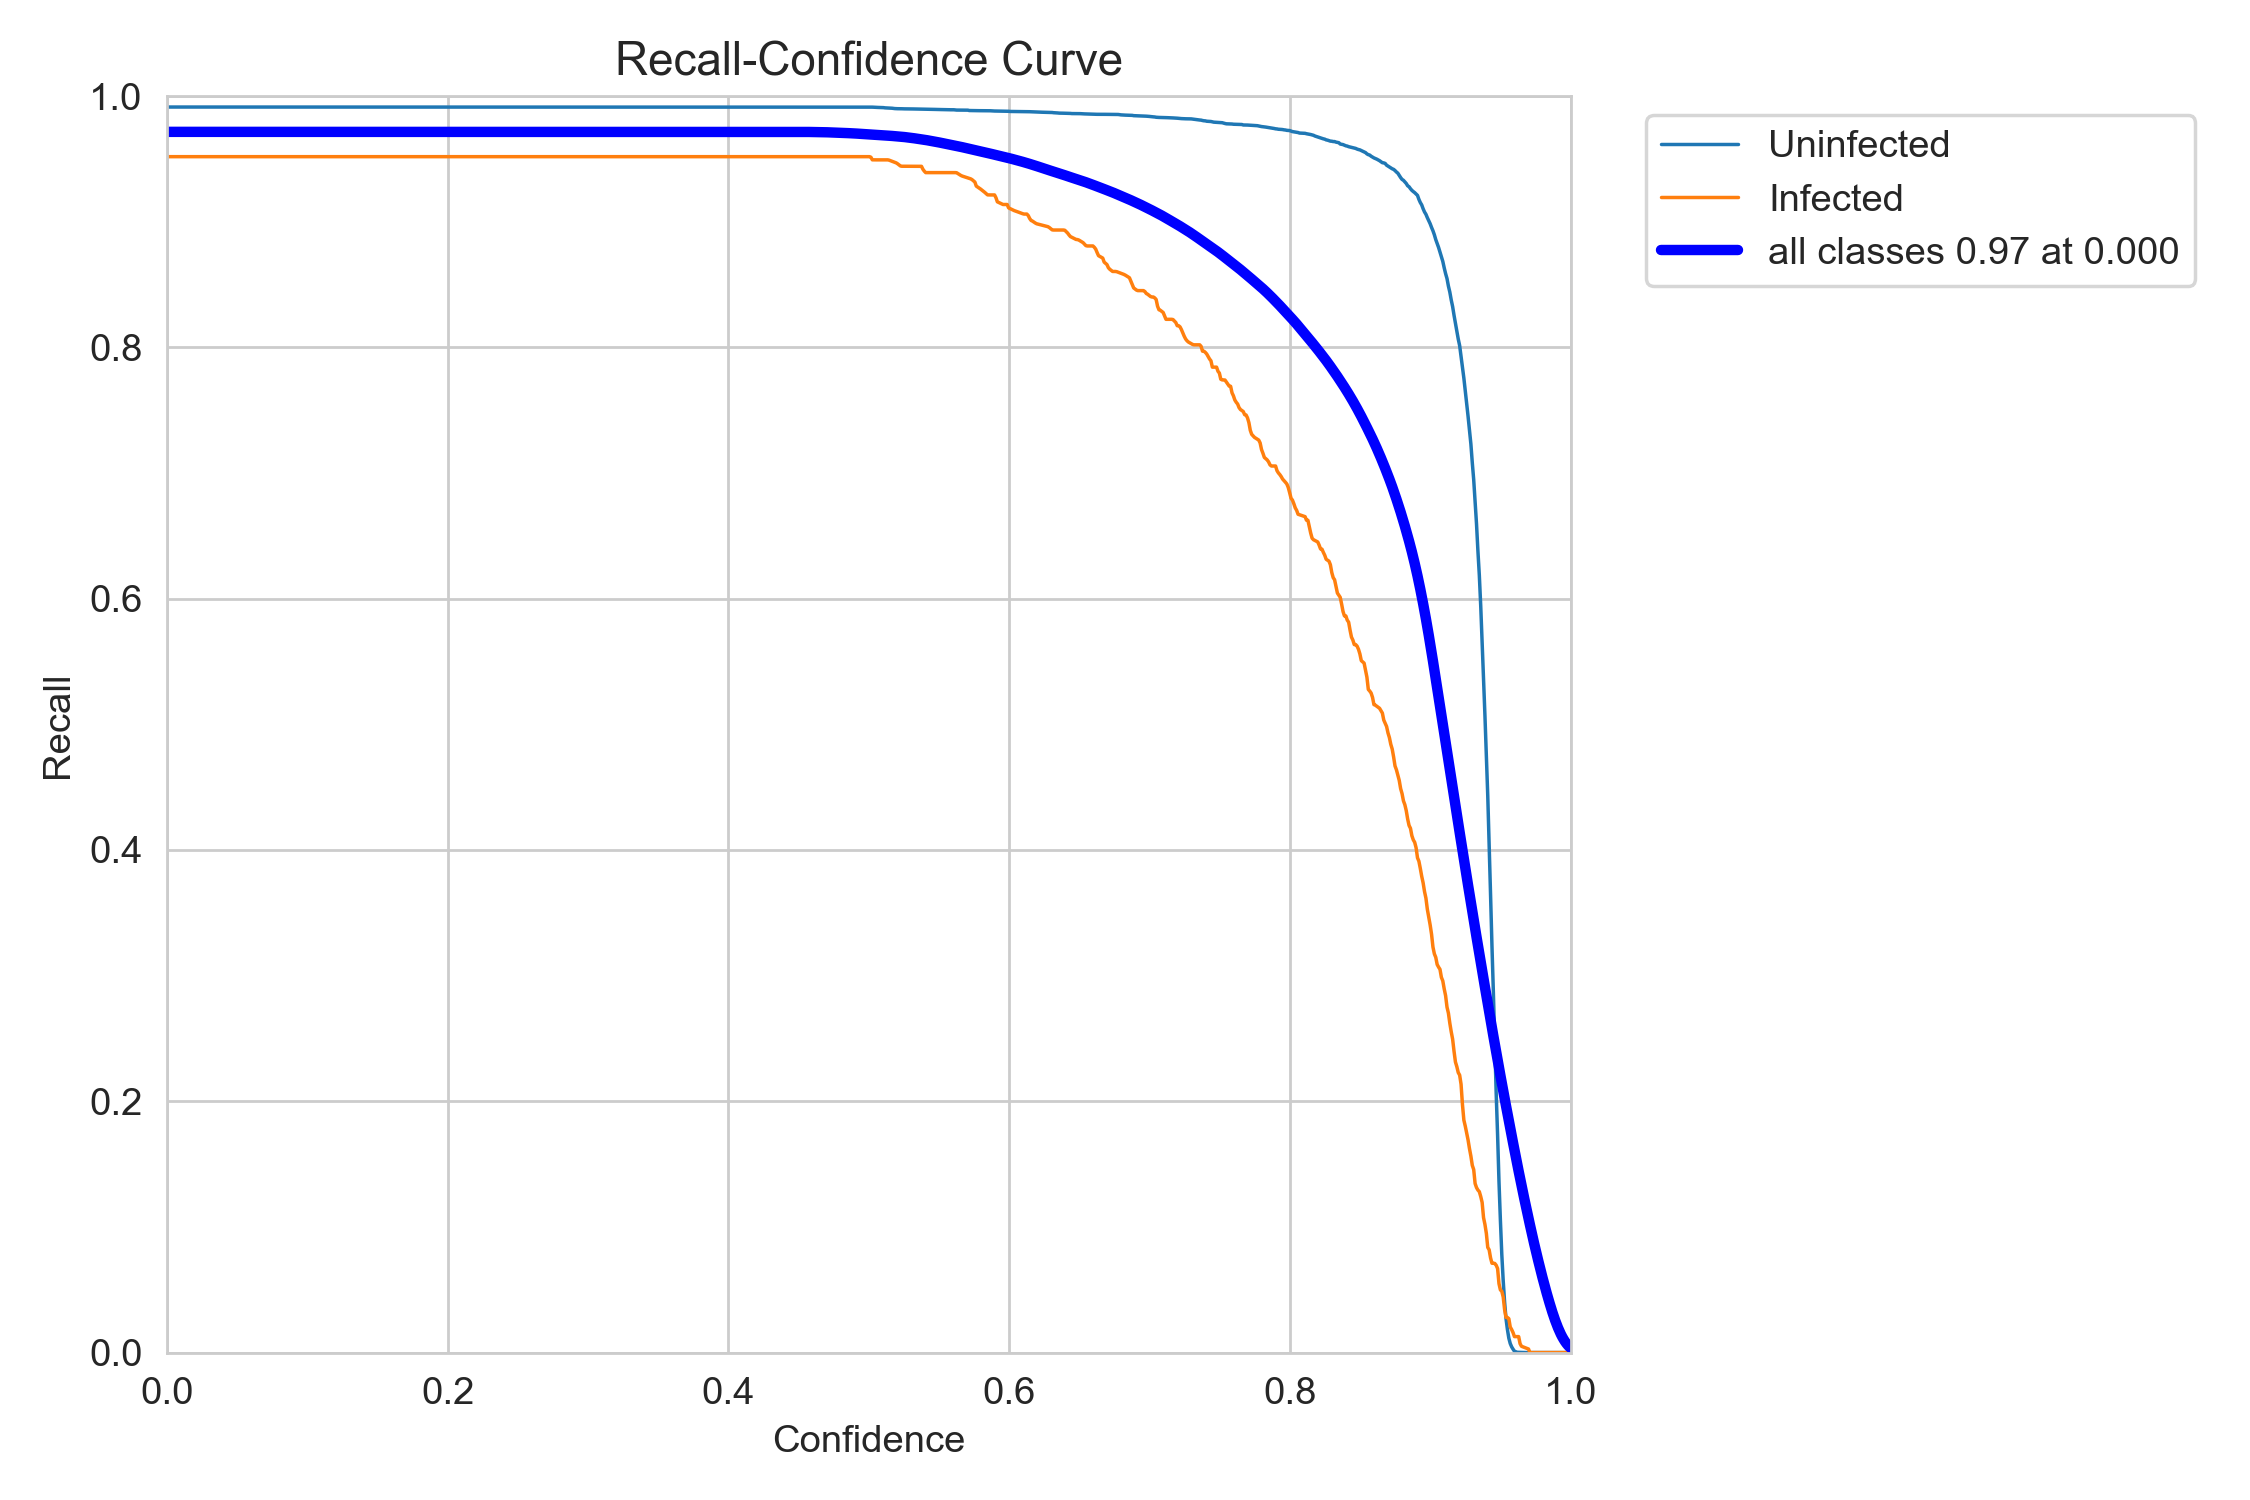 Recall-Confidence Curve
1.0
0.8
0.6
0.4
0.2
0.0
Recall
0.0 0.2 0.4 0.6 0.8 1.0
Confidence
Uninfected
Infected
all classes 0.97 at 0.000